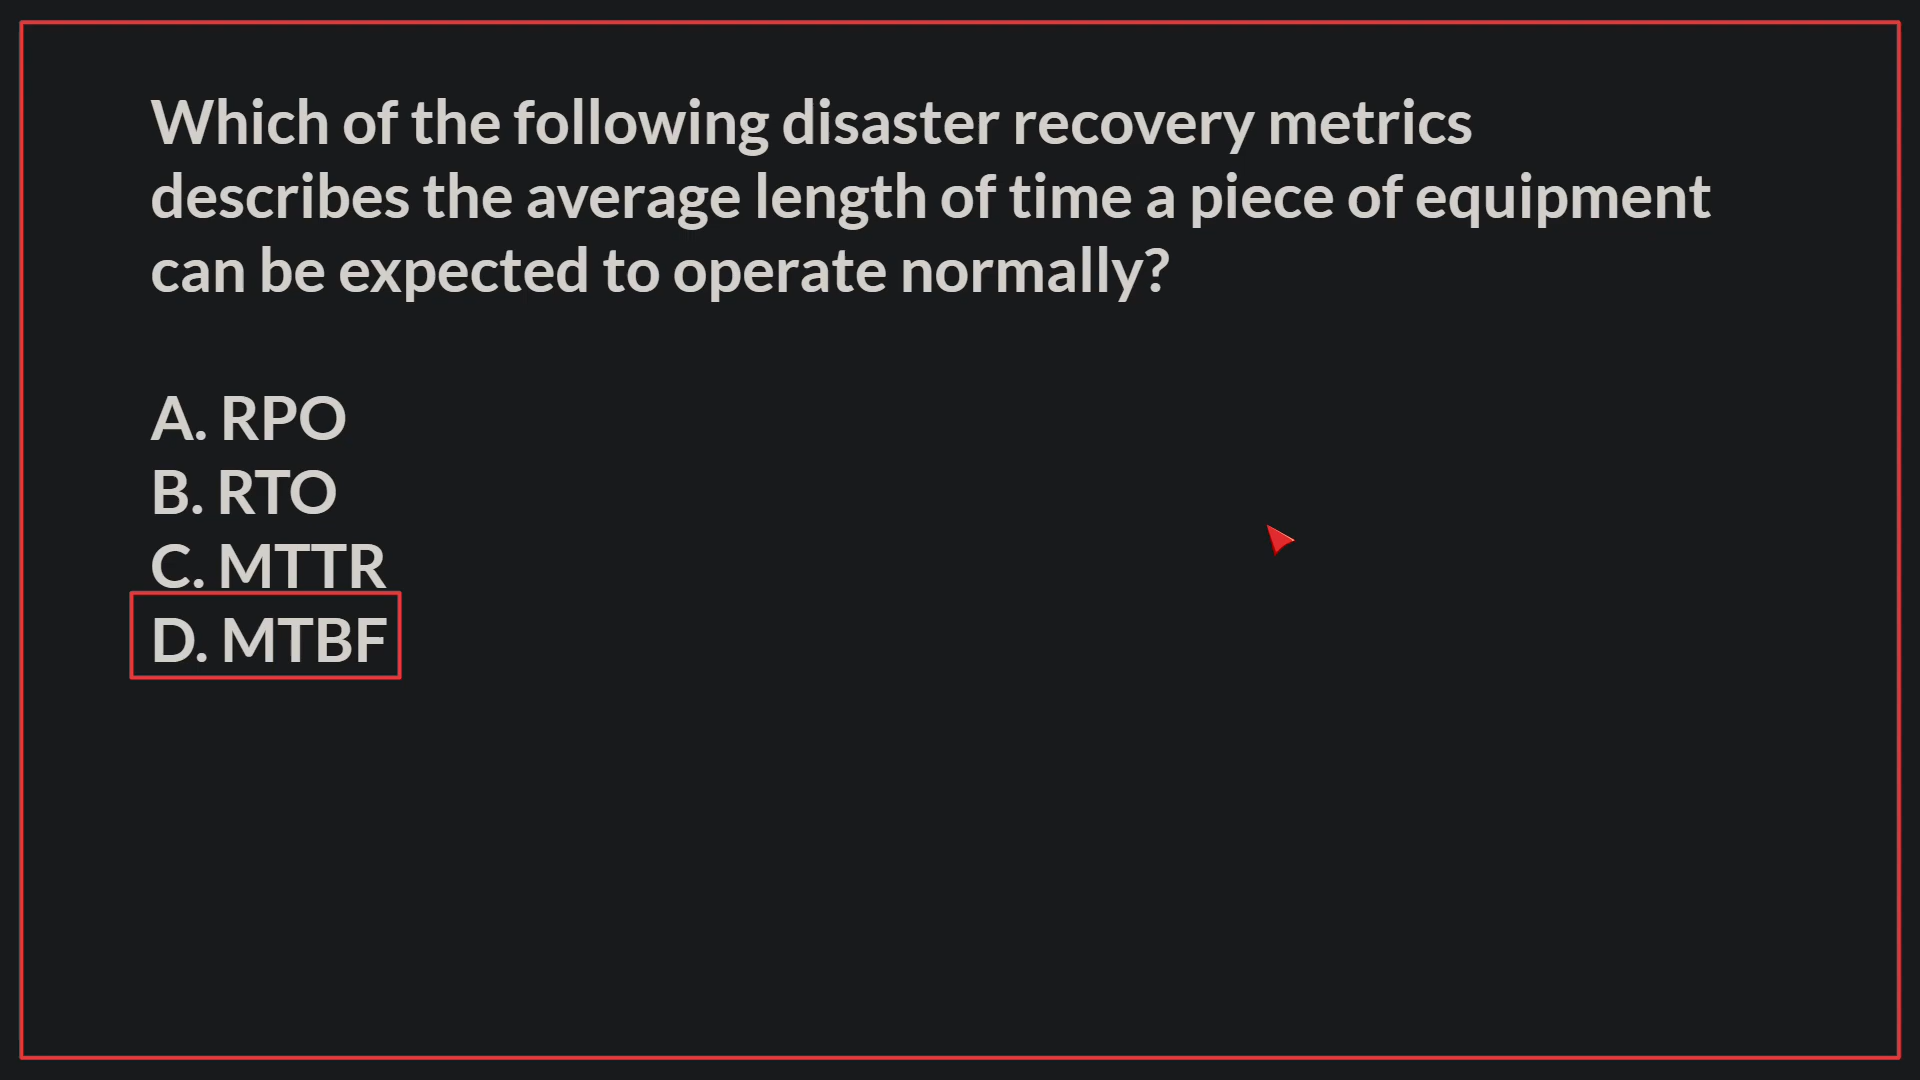 Which of the following disaster recovery metrics
describes the average length of time a piece of equipment
can be expected to operate normally?
A. RPO
B. RTO
C. MTTR
D. MTBF